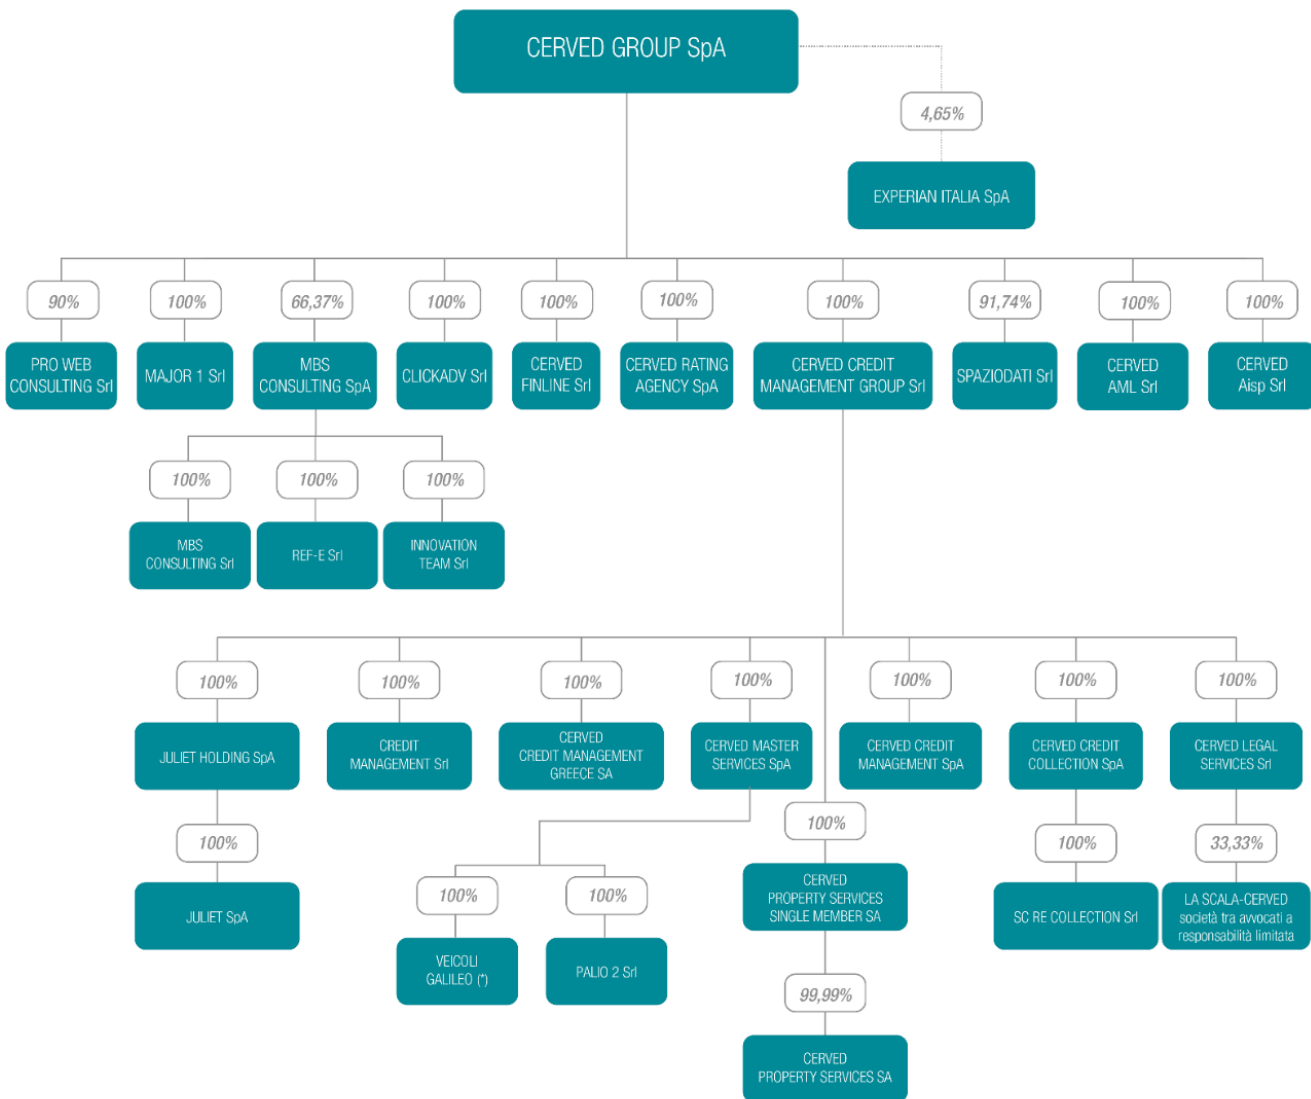 CERVED GROUP SpA
4,65%
EXPERIAN ITALIA SpA
90%
100%
66,37%
100%
100%
100%
100%
91,74%
100%
100%
PRO WEB
CONSULTING Srl
MAJOR 1 Srl
MBS
CONSULTING SpA
CLICKADV Srl
CERVED
FINLINE Srl
CERVED RATING
AGENCY SpA
CERVED CREDIT
MANAGEMENT GROUP Srl
SPAZIODATI Srl
CERVED
AML Srl
CERVED
Aisp Srl
100%
100%
100%
MBS
CONSULTING Srl
REF-E Srl
INNOVATION
TEAM Srl
100%
100%
100%
100%
100%
100%
100%
JULIET HOLDING SpA
CREDIT
MANAGEMENT Srl
CERVED
CREDIT MANAGEMENT
GREECE SA
CERVED MASTER
SERVICES SpA
CERVED CREDIT
MANAGEMENT SpA
CERVED CREDIT
COLLECTION SpA
CERVED LEGAL
SERVICES Srl
100%
100%
100%
33,33%
JULIET SpA
100%
100%
CERVED
PROPERTY SERVICES
SINGLE MEMBER SA
SC RE COLLECTION Srl
LA SCALA-CERVED
società tra avvocati a
responsabilità limitata
VEICOLI
GALILEO (*)
PALIO 2 Srl
99,99%
CERVED
PROPERTY SERVICES SA